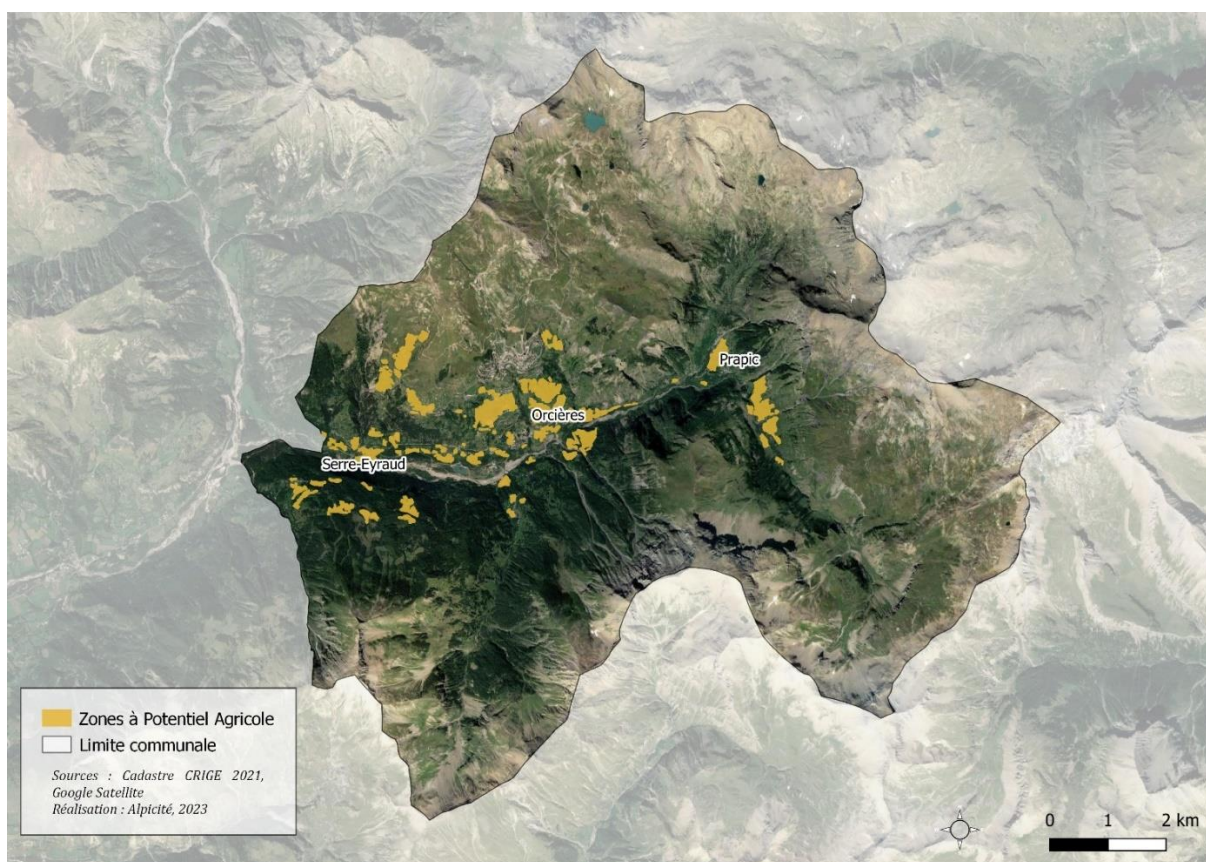 Prapic
Orcières
Serre-Eyraud
Zones à Potentiel Agricole
Limite communale
Sources : Cadastre CRIGE 2021,
Google Satellite
Réalisation : Alpicité, 2023
0 1 2 km